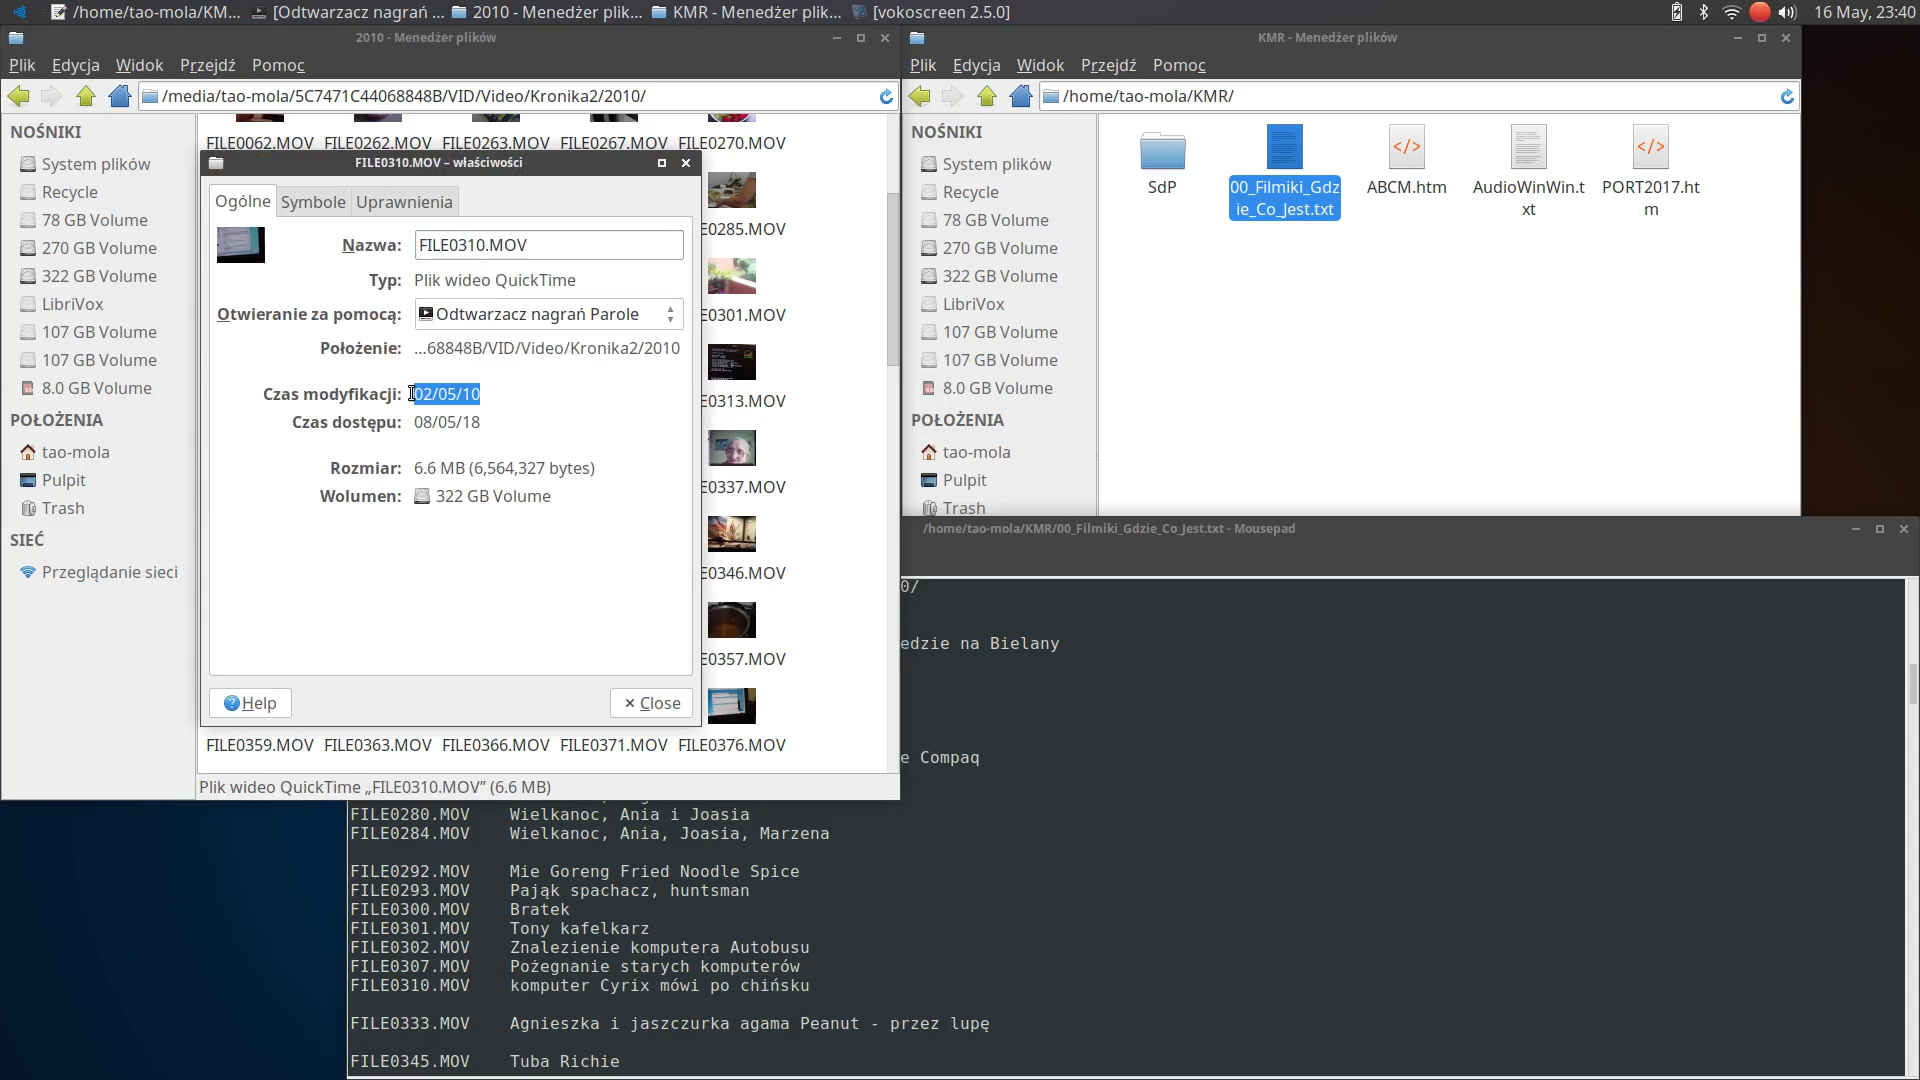 /home/tao-mola/KM... [Odtwarzacz nagrań ... 2010 - Menedżer plik... KMR - Menedżer plik... [vokoscreen 2.5.0] 16 May, 23:40
2010 - Menedżer plików
Plik Edycja Widok Przejdź Pomoc
/media/tao-mola/5C7471C44068848B/VID/Video/Kronika2/2010/
NOŚNIKI
System plików
Recycle
78 GB Volume
270 GB Volume
322 GB Volume
LibriVox
107 GB Volume
107 GB Volume
8.0 GB Volume
POŁOŻENIA
tao-mola
Pulpit
Trash
SIEĆ
Przeglądanie sieci
FILE0062.MOV FILE0262.MOV FILE0263.MOV FILE0267.MOV FILE0270.MOV
E0285.MOV
E0301.MOV
E0313.MOV
E0337.MOV
E0346.MOV
E0357.MOV
FILE0359.MOV FILE0363.MOV FILE0366.MOV FILE0371.MOV FILE0376.MOV
Plik wideo QuickTime „FILE0310.MOV” (6.6 MB)
FILE0310.MOV – właściwości
Ogólne Symbole Uprawnienia
Nazwa: FILE0310.MOV
Typ: Plik wideo QuickTime
Otwieranie za pomocą: Odtwarzacz nagrań Parole
Położenie: ...68848B/VID/Video/Kronika2/2010
Czas modyfikacji: 02/05/10
Czas dostępu: 08/05/18
Rozmiar: 6.6 MB (6,564,327 bytes)
Wolumen: 322 GB Volume
Help Close
KMR - Menedżer plików
Plik Edycja Widok Przejdź Pomoc
/home/tao-mola/KMR/
NOŚNIKI
System plików
Recycle
78 GB Volume
270 GB Volume
322 GB Volume
LibriVox
107 GB Volume
107 GB Volume
8.0 GB Volume
POŁOŻENIA
tao-mola
Pulpit
Trash
SdP
00_Filmiki_Gdz
ie_Co_Jest.txt
ABCM.htm
AudioWinWin.t
xt
PORT2017.ht
m
/home/tao-mola/KMR/00_Filmiki_Gdzie_Co_Jest.txt - Mousepad
0/
edzie na Bielany
e Compaq
FILE0280.MOV Wielkanoc, Ania i Joasia
FILE0284.MOV Wielkanoc, Ania, Joasia, Marzena
FILE0292.MOV Mie Goreng Fried Noodle Spice
FILE0293.MOV Pająk spachacz, huntsman
FILE0300.MOV Bratek
FILE0301.MOV Tony kafelkarz
FILE0302.MOV Znalezienie komputera Autobusu
FILE0307.MOV Pożegnanie starych komputerów
FILE0310.MOV komputer Cyrix mówi po chińsku
FILE0333.MOV Agnieszka i jaszczurka agama Peanut - przez lupę
FILE0345.MOV Tuba Richie